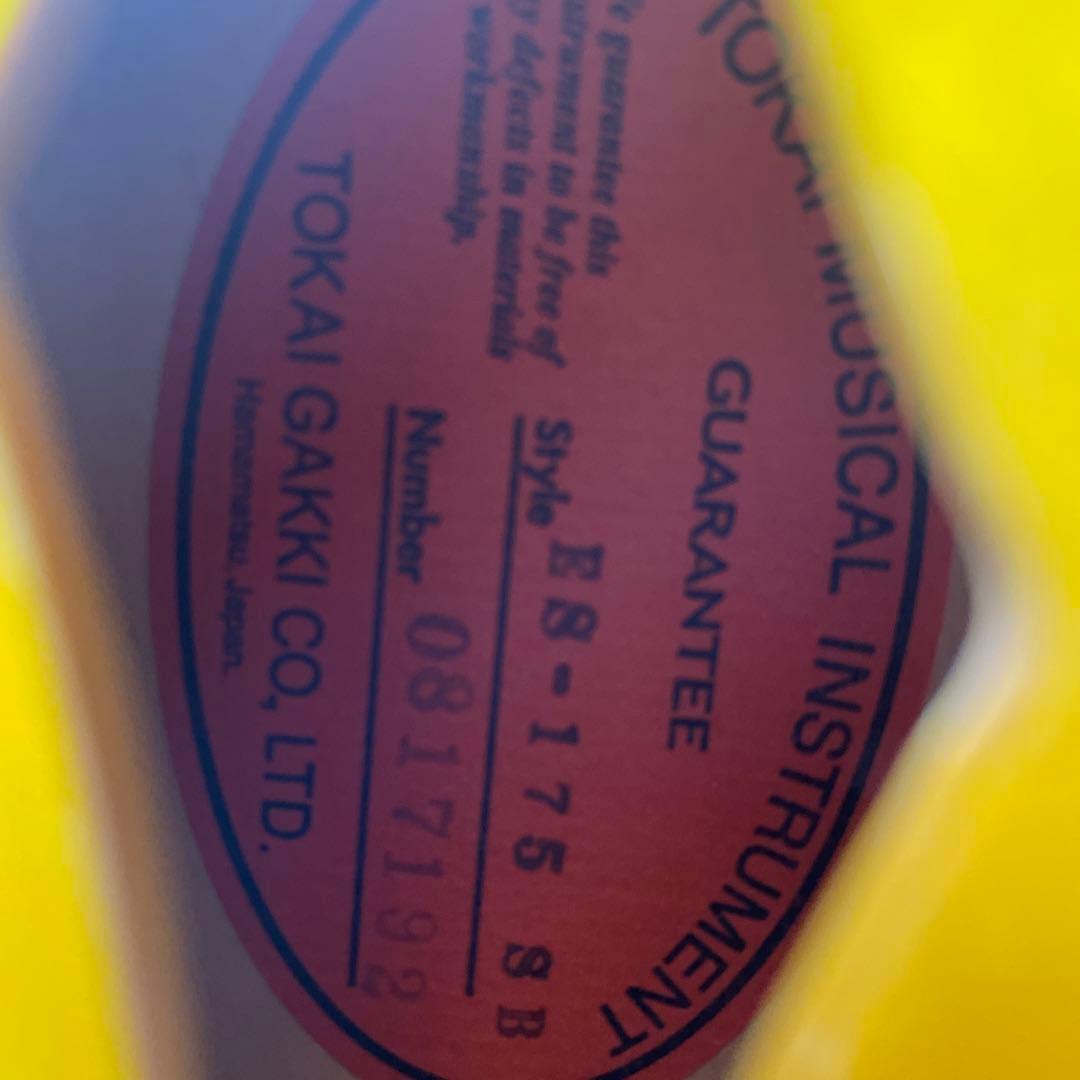 TOKAI MUSICAL INSTRUMENT
GUARANTEE
guarantee this
to be free of
defects in materials
workmanship.
Style ES-175 SB
Number 0817192
TOKAI GAKKI CO., LTD.
Hamamatsu, Japan.